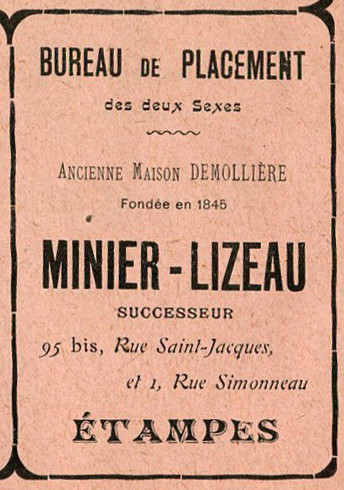 BUREAU DE PLACEMENT
des deux Sexes
ANCIENNE MAISON DEMOLLIÈRE
Fondée en 1845
MINIER-LIZEAU
SUCCESSEUR
95 bis, Rue Saint-Jacques,
et 1, Rue Simonneau
ÉTAMPES